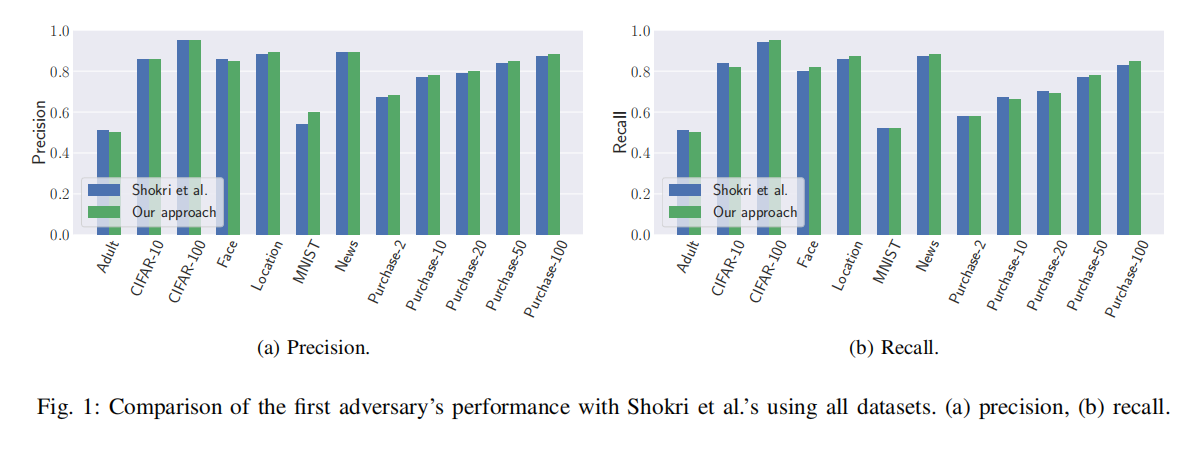 1.0
0.8
0.6
0.4
0.2
0.0
Precision
Shokri et al.
Our approach
Adult
CIFAR-10
CIFAR-100
Face
Location
MNIST
News
Purchase-2
Purchase-10
Purchase-20
Purchase-50
Purchase-100
(a) Precision.
1.0
0.8
0.6
0.4
0.2
0.0
Recall
Shokri et al.
Our approach
Adult
CIFAR-10
CIFAR-100
Face
Location
MNIST
News
Purchase-2
Purchase-10
Purchase-20
Purchase-50
Purchase-100
(b) Recall.
Fig. 1: Comparison of the first adversary's performance with Shokri et al.'s using all datasets. (a) precision, (b) recall.